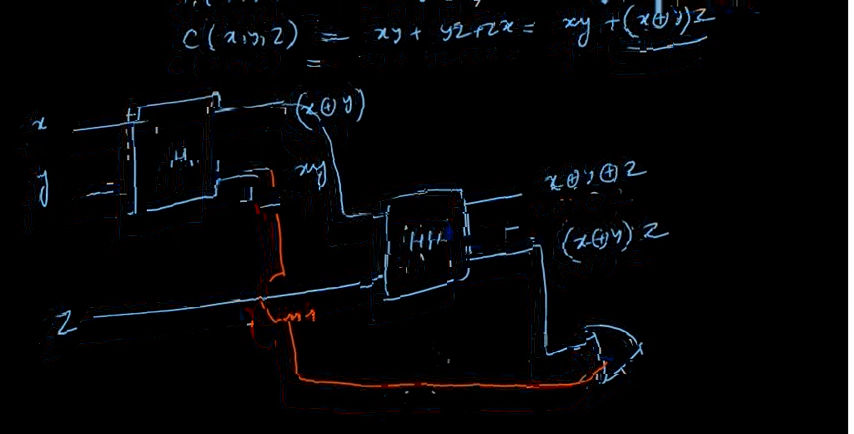 C(x,y,z) = xy + yz + zx = xy + (x⊕y)z
=
x
(x⊕y)
y
xy
x⊕y⊕z
(x⊕y) z
z